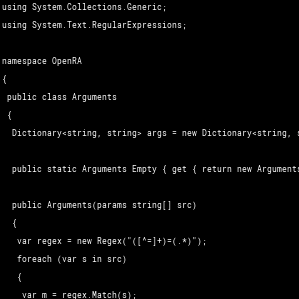 using System.Collections.Generic;
using System.Text.RegularExpressions;
namespace OpenRA
{
public class Arguments
{
Dictionary<string, string> args = new Dictionary<string,
public static Arguments Empty { get { return new Arguments
public Arguments(params string[] src)
{
var regex = new Regex("([^=]+)=(.*)");
foreach (var s in src)
{
var m = regex.Match(s);